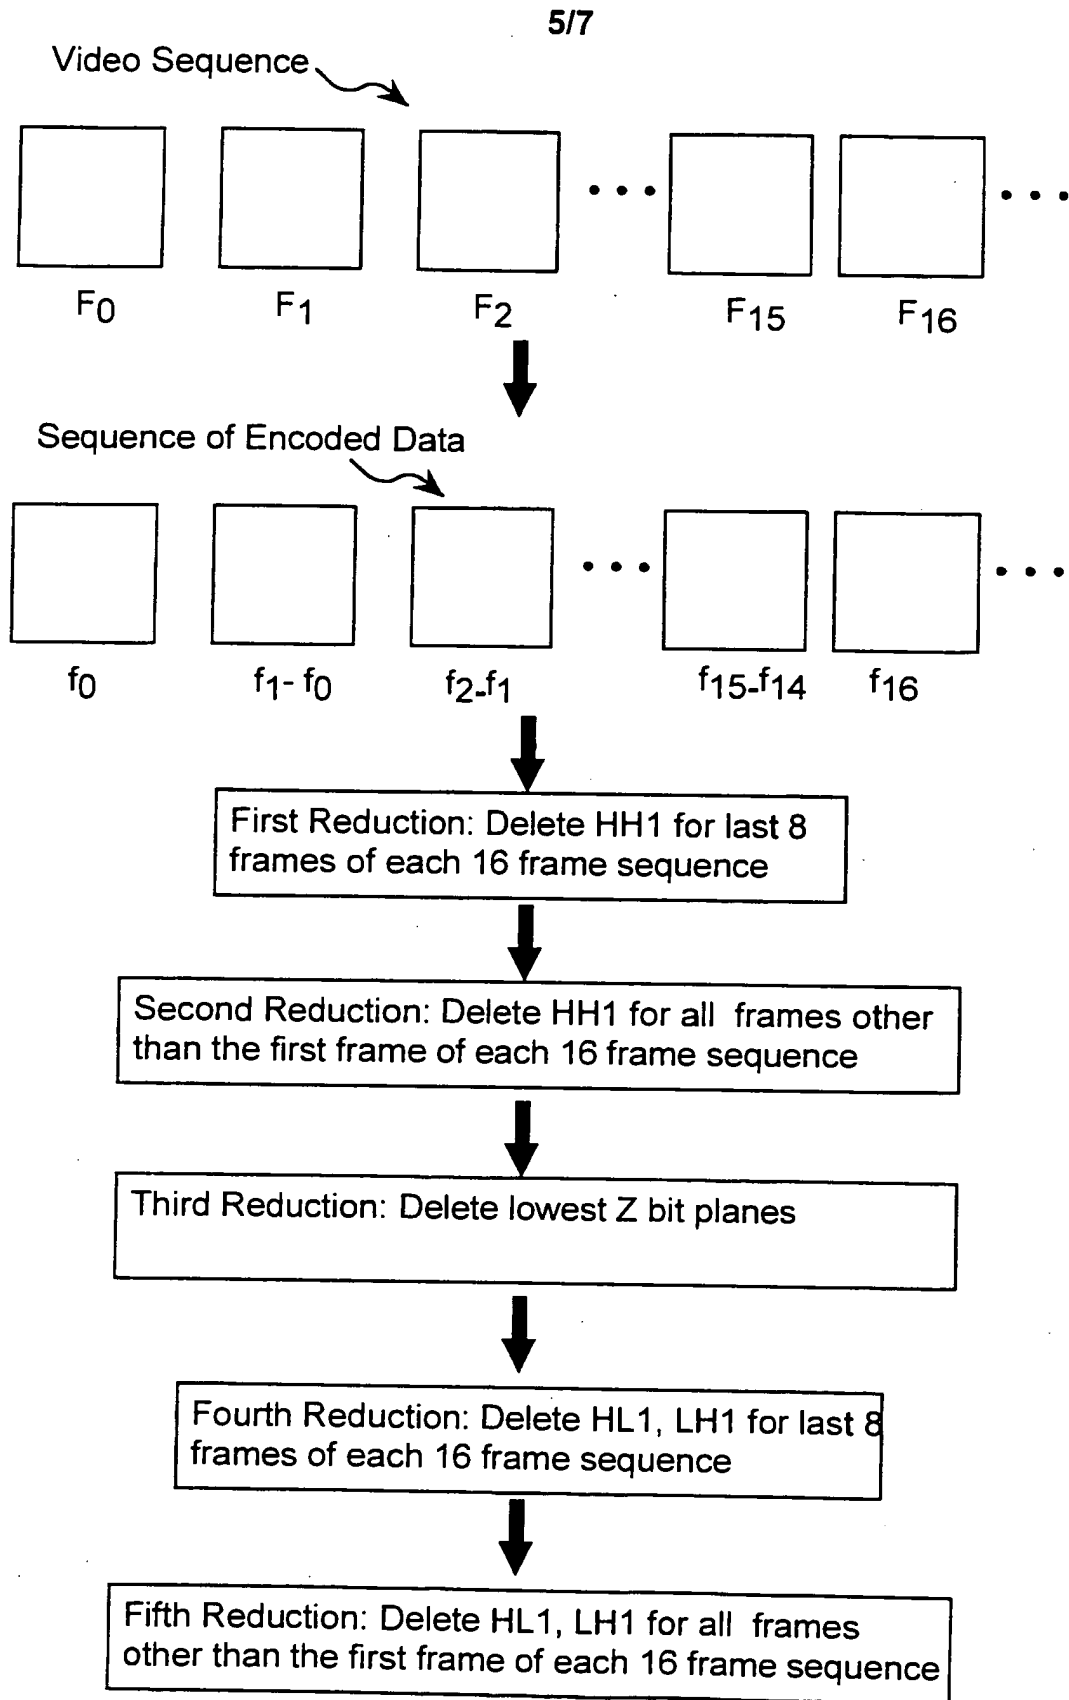 5/7
Video Sequence
F0 F1 F2 ••• F15 F16 •••
Sequence of Encoded Data
f0 f1- f0 f2-f1 ••• f15-f14 f16 •••
First Reduction: Delete HH1 for last 8
frames of each 16 frame sequence
Second Reduction: Delete HH1 for all frames other
than the first frame of each 16 frame sequence
Third Reduction: Delete lowest Z bit planes
Fourth Reduction: Delete HL1, LH1 for last 8
frames of each 16 frame sequence
Fifth Reduction: Delete HL1, LH1 for all frames
other than the first frame of each 16 frame sequence